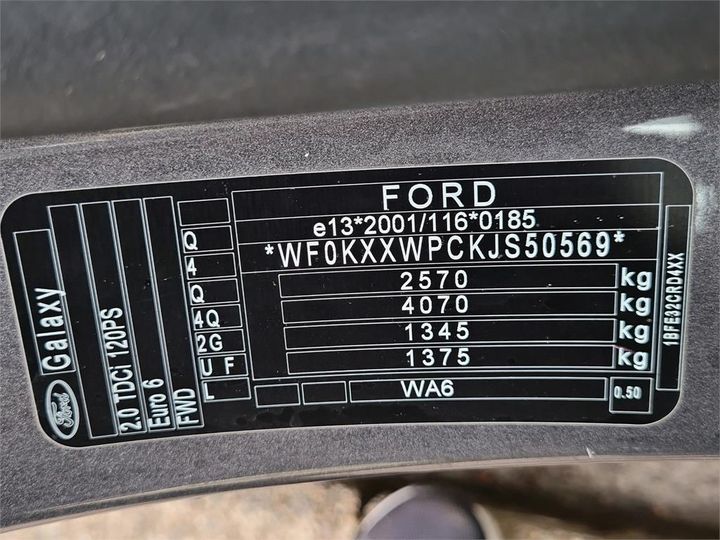 FORD
e13*2001/116*0185
*WF0KXXWPCKJS50569*
2570 kg
4070 kg
1345 kg
1375 kg
WA6
0.50
Q
4
Q
4Q
2G
U F
L
Ford
Galaxy
2.0 TDCi 120PS
Euro 6
FWD
1BFE32CRD4XX